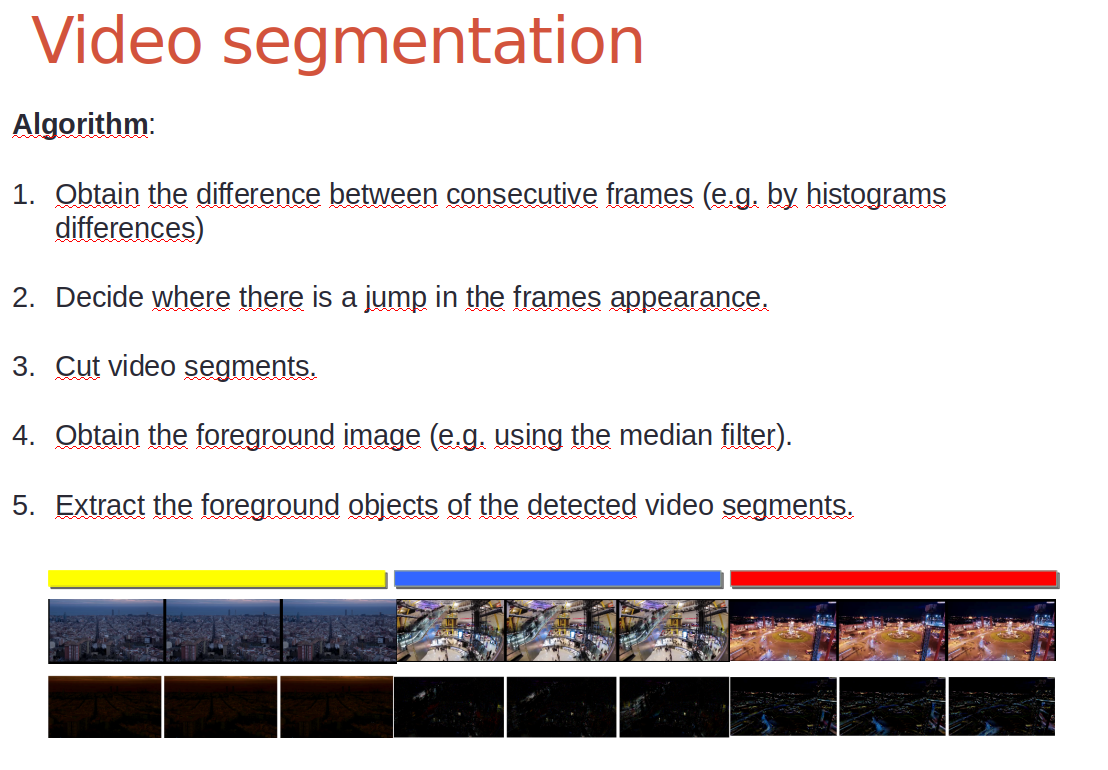 Video segmentation
Algorithm:
1. Obtain the difference between consecutive frames (e.g. by histograms
differences)
2. Decide where there is a jump in the frames appearance.
3. Cut video segments.
4. Obtain the foreground image (e.g. using the median filter).
5. Extract the foreground objects of the detected video segments.